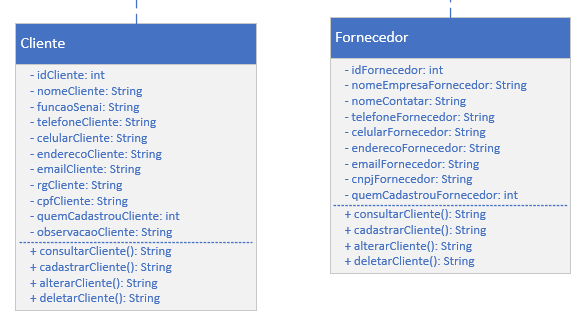 Cliente
- idCliente: int
- nomeCliente: String
- funcaoSenai: String
- telefoneCliente: String
- celularCliente: String
- enderecoCliente: String
- emailCliente: String
- rgCliente: String
- cpfCliente: String
- quemCadastrouCliente: int
- observacaoCliente: String
+ consultarCliente(): String
+ cadastrarCliente(): String
+ alterarCliente(): String
+ deletarCliente(): String
Fornecedor
- idFornecedor: int
- nomeEmpresaFornecedor: String
- nomeContatar: String
- telefoneFornecedor: String
- celularFornecedor: String
- enderecoFornecedor: String
- emailFornecedor: String
- cnpjFornecedor: String
- quemCadastrouFornecedor: int
+ consultarCliente(): String
+ cadastrarCliente(): String
+ alterarCliente(): String
+ deletarCliente(): String